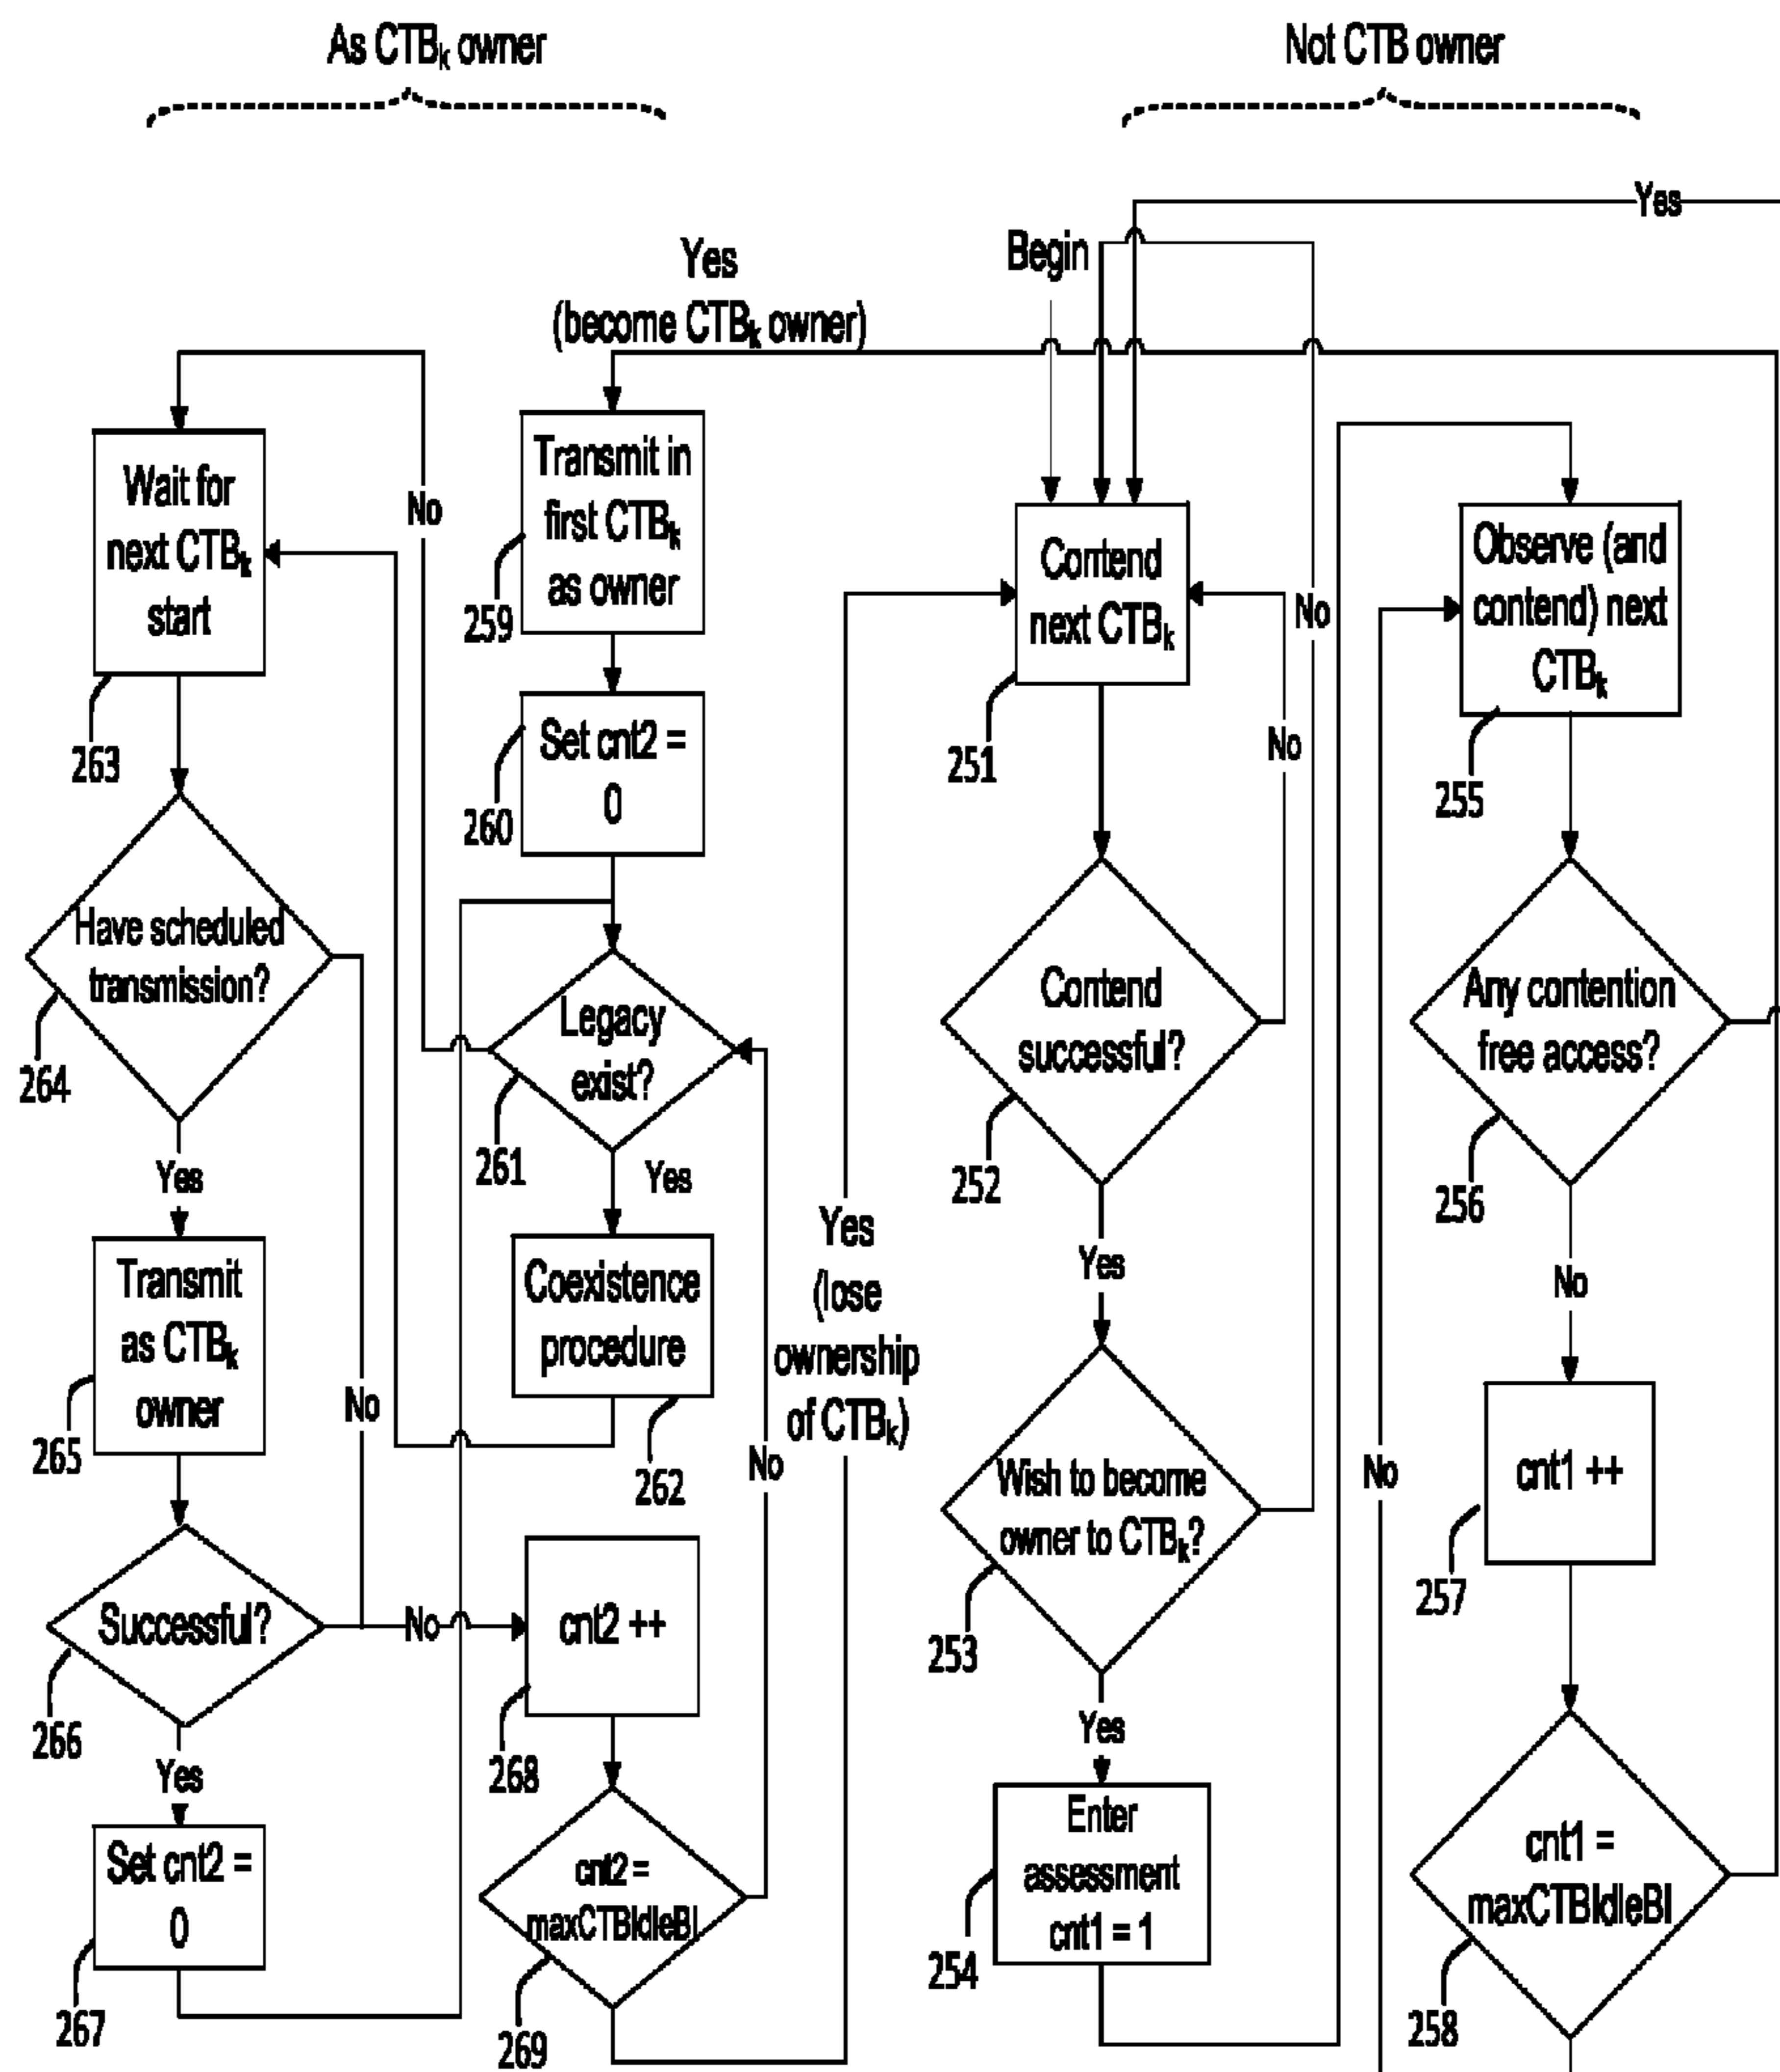 As CTBk owner
Not CTB owner
Yes
Begin
Yes
(become CTBk owner)
Wait for
next CTBk
start
263
No
Transmit in
first CTBk
as owner
259
Contend
next CTBk
251
No
No
Observe (and
contend) next
CTBk
255
Set cnt2 =
0
260
Have scheduled
transmission?
264
Legacy
exist?
261
Contend
successful?
252
Any contention
free access?
256
Yes
Yes
Yes
No
Transmit
as CTBk
owner
265
Coexistence
procedure
262
Yes
(lose
ownership
of CTBk)
No
No
Wish to become
owner to CTBk?
253
No
cnt1 ++
257
Successful?
266
No
cnt2 ++
268
Yes
Yes
Set cnt2 =
0
267
cnt2 =
maxCTBIdleBI
269
Enter
assessment
cnt1 = 1
254
cnt1 =
maxCTBIdleBI
258